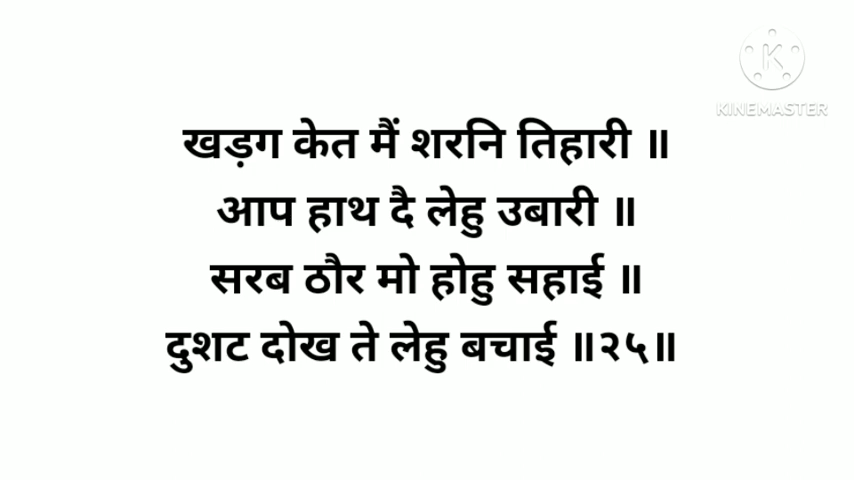 KINEMASTER
खड़ग केत मैं शरनि तिहारी ॥
आप हाथ दै लेहु उबारी ॥
सरब ठौर मो होहु सहाई ॥
दुशट दोख ते लेहु बचाई ॥२५॥